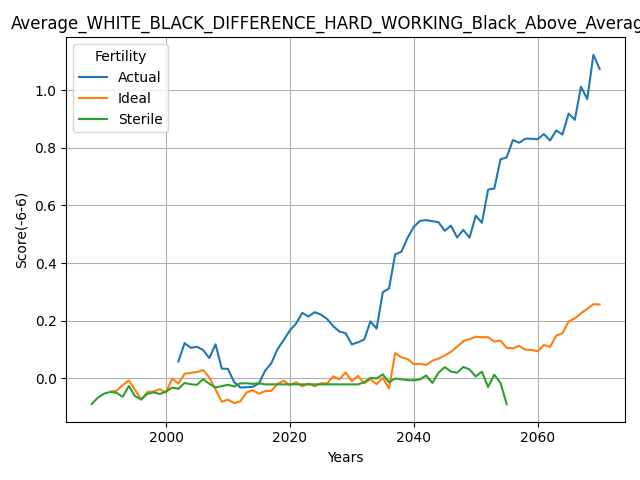 Average_WHITE_BLACK_DIFFERENCE_HARD_WORKING_Black_Above_Averag
Fertility
Actual
Ideal
Sterile
1.0
0.8
0.6
0.4
0.2
0.0
Score(-6-6)
2000 2020 2040 2060
Years